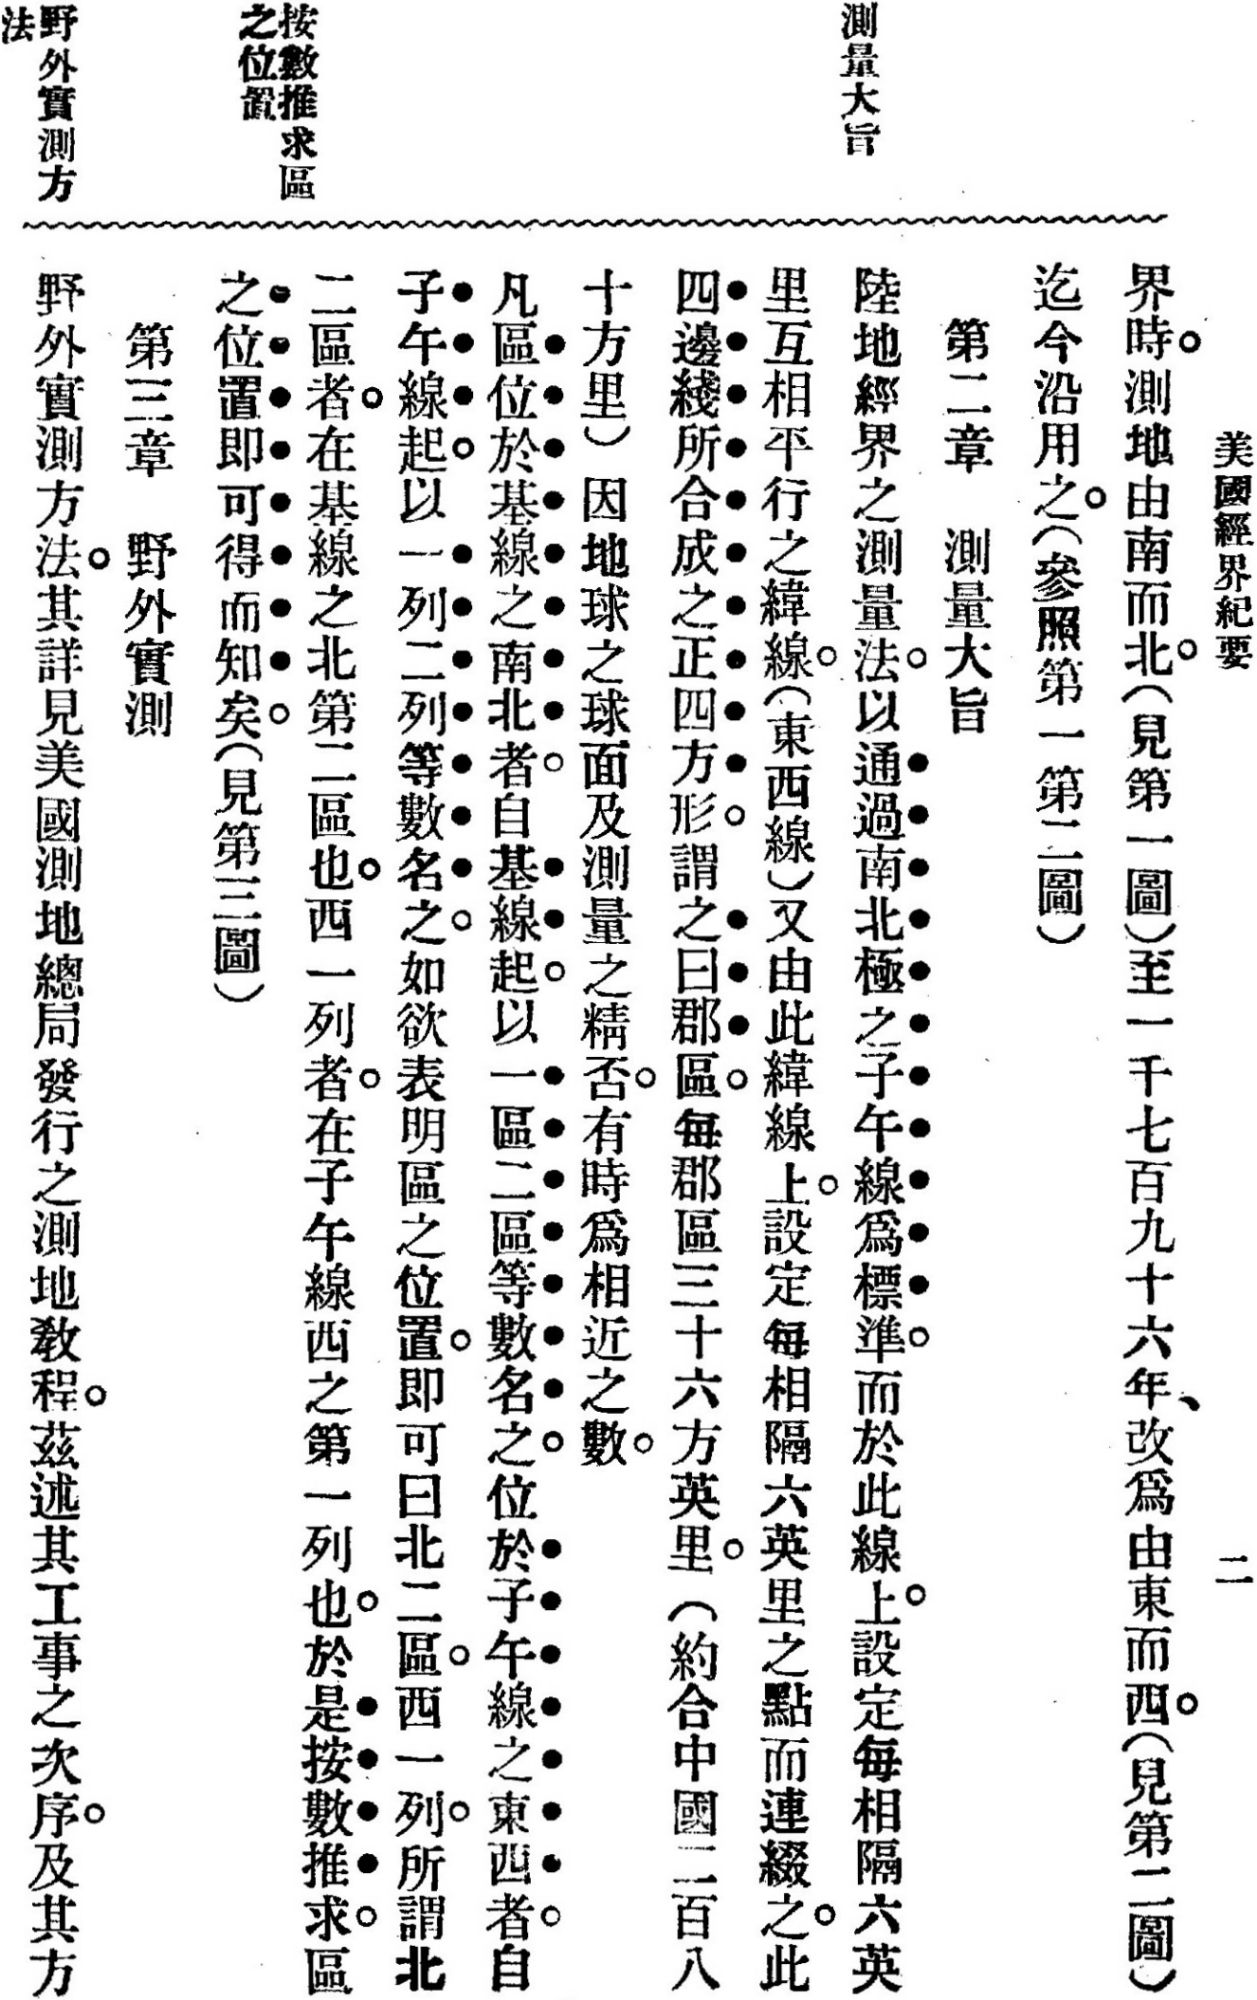 美國經界紀要
二
界時。測地由南而北。(見第一圖)至一千七百九十六年、改爲由東而西。(見第二圖)
迄今沿用之。(參照第一第二圖)
第二章 測量大旨
測量大旨
陸地經界之測量法。以通過南北極之子午線爲標準。而於此線上。設定每相隔六英
里互相平行之緯線。(東西線)又由此緯線上。設定每相隔六英里之點而連綴之。此
四邊綫所合成之正四方形。謂之曰郡區。每郡區三十六方英里。(約合中國二百八
十方里)因地球之球面及測量之精否。有時爲相近之數。
凡區位於基線之南北者。自基線起。以一區二區等數名之。位於子午線之東西者。自
子午線起。以一列二列等數名之。如欲表明區之位置。即可曰北二區。西一列。所謂北
按數推求區
之位置
二區者。在基線之北第二區也。西一列者。在子午線西之第一列也。於是按數推求。區
之位置即可得而知矣。(見第三圖)
第三章 野外實測
野外實測方
法
野外實測方法。其詳見美國測地總局發行之測地教程。茲述其工事之次序。及其方